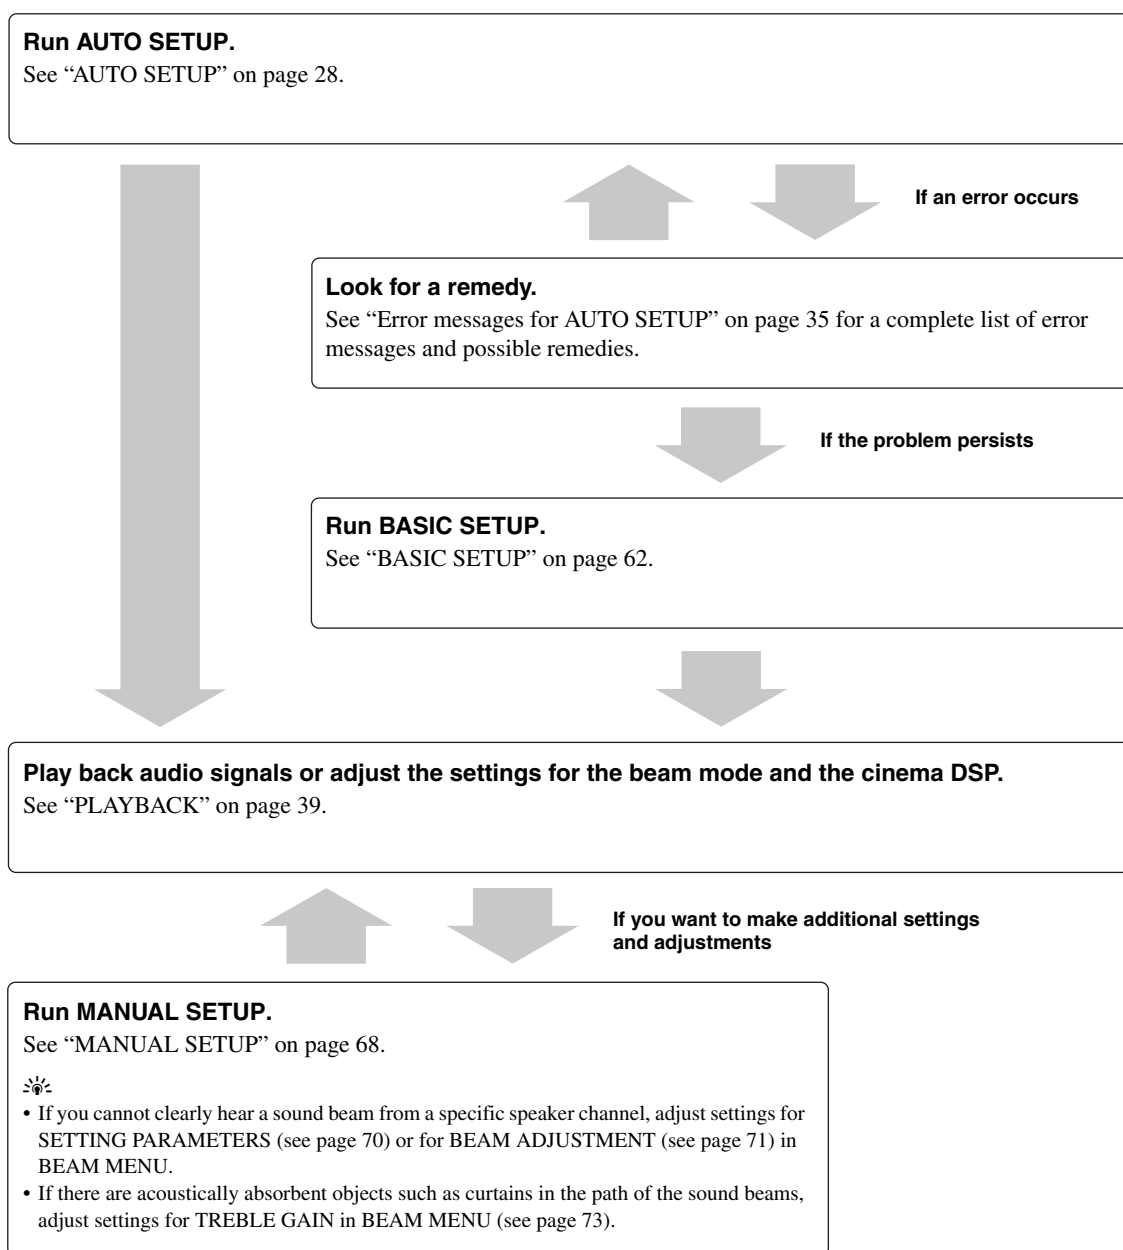 Run AUTO SETUP.
See “AUTO SETUP” on page 28.
If an error occurs
Look for a remedy.
See “Error messages for AUTO SETUP” on page 35 for a complete list of error
messages and possible remedies.
If the problem persists
Run BASIC SETUP.
See “BASIC SETUP” on page 62.
Play back audio signals or adjust the settings for the beam mode and the cinema DSP.
See “PLAYBACK” on page 39.
If you want to make additional settings
and adjustments
Run MANUAL SETUP.
See “MANUAL SETUP” on page 68.
• If you cannot clearly hear a sound beam from a specific speaker channel, adjust settings for
SETTING PARAMETERS (see page 70) or for BEAM ADJUSTMENT (see page 71) in
BEAM MENU.
• If there are acoustically absorbent objects such as curtains in the path of the sound beams,
adjust settings for TREBLE GAIN in BEAM MENU (see page 73).